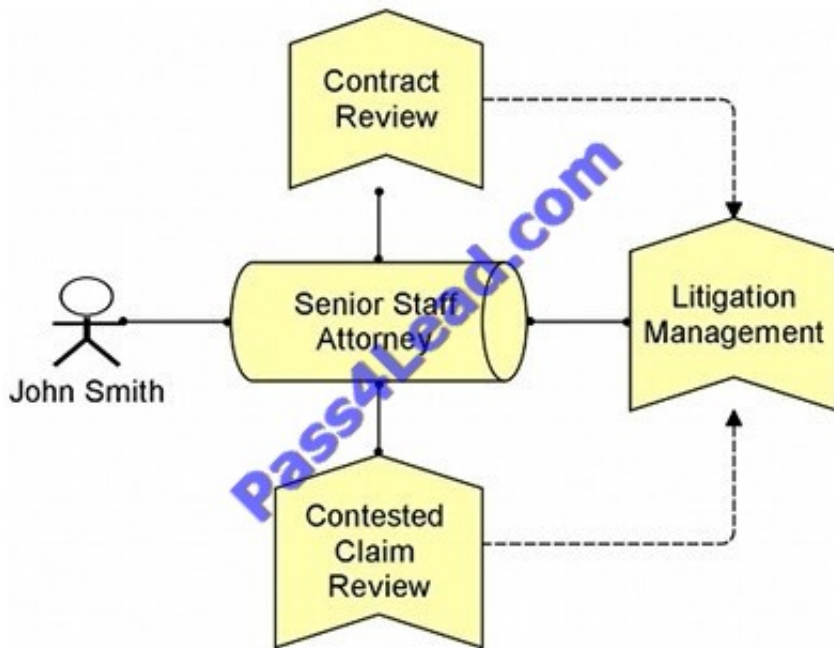 Contract
Review
Senior Staff
Attorney
John Smith
Litigation
Management
Contested
Claim
Review
Pass4Lead.com